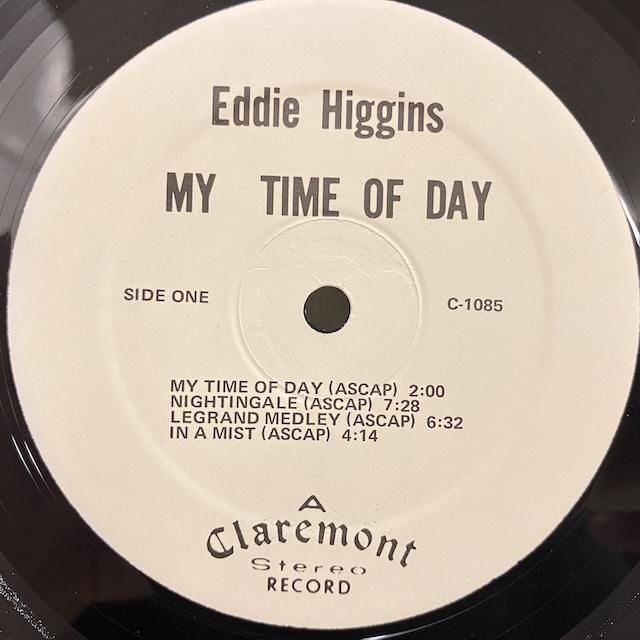 Eddie Higgins
MY TIME OF DAY
SIDE ONE
C-1085
MY TIME OF DAY (ASCAP) 2:00
NIGHTINGALE (ASCAP) 7:28
LEGRAND MEDLEY (ASCAP) 6:32
IN A MIST (ASCAP) 4:14
A
Claremont
Stereo
RECORD